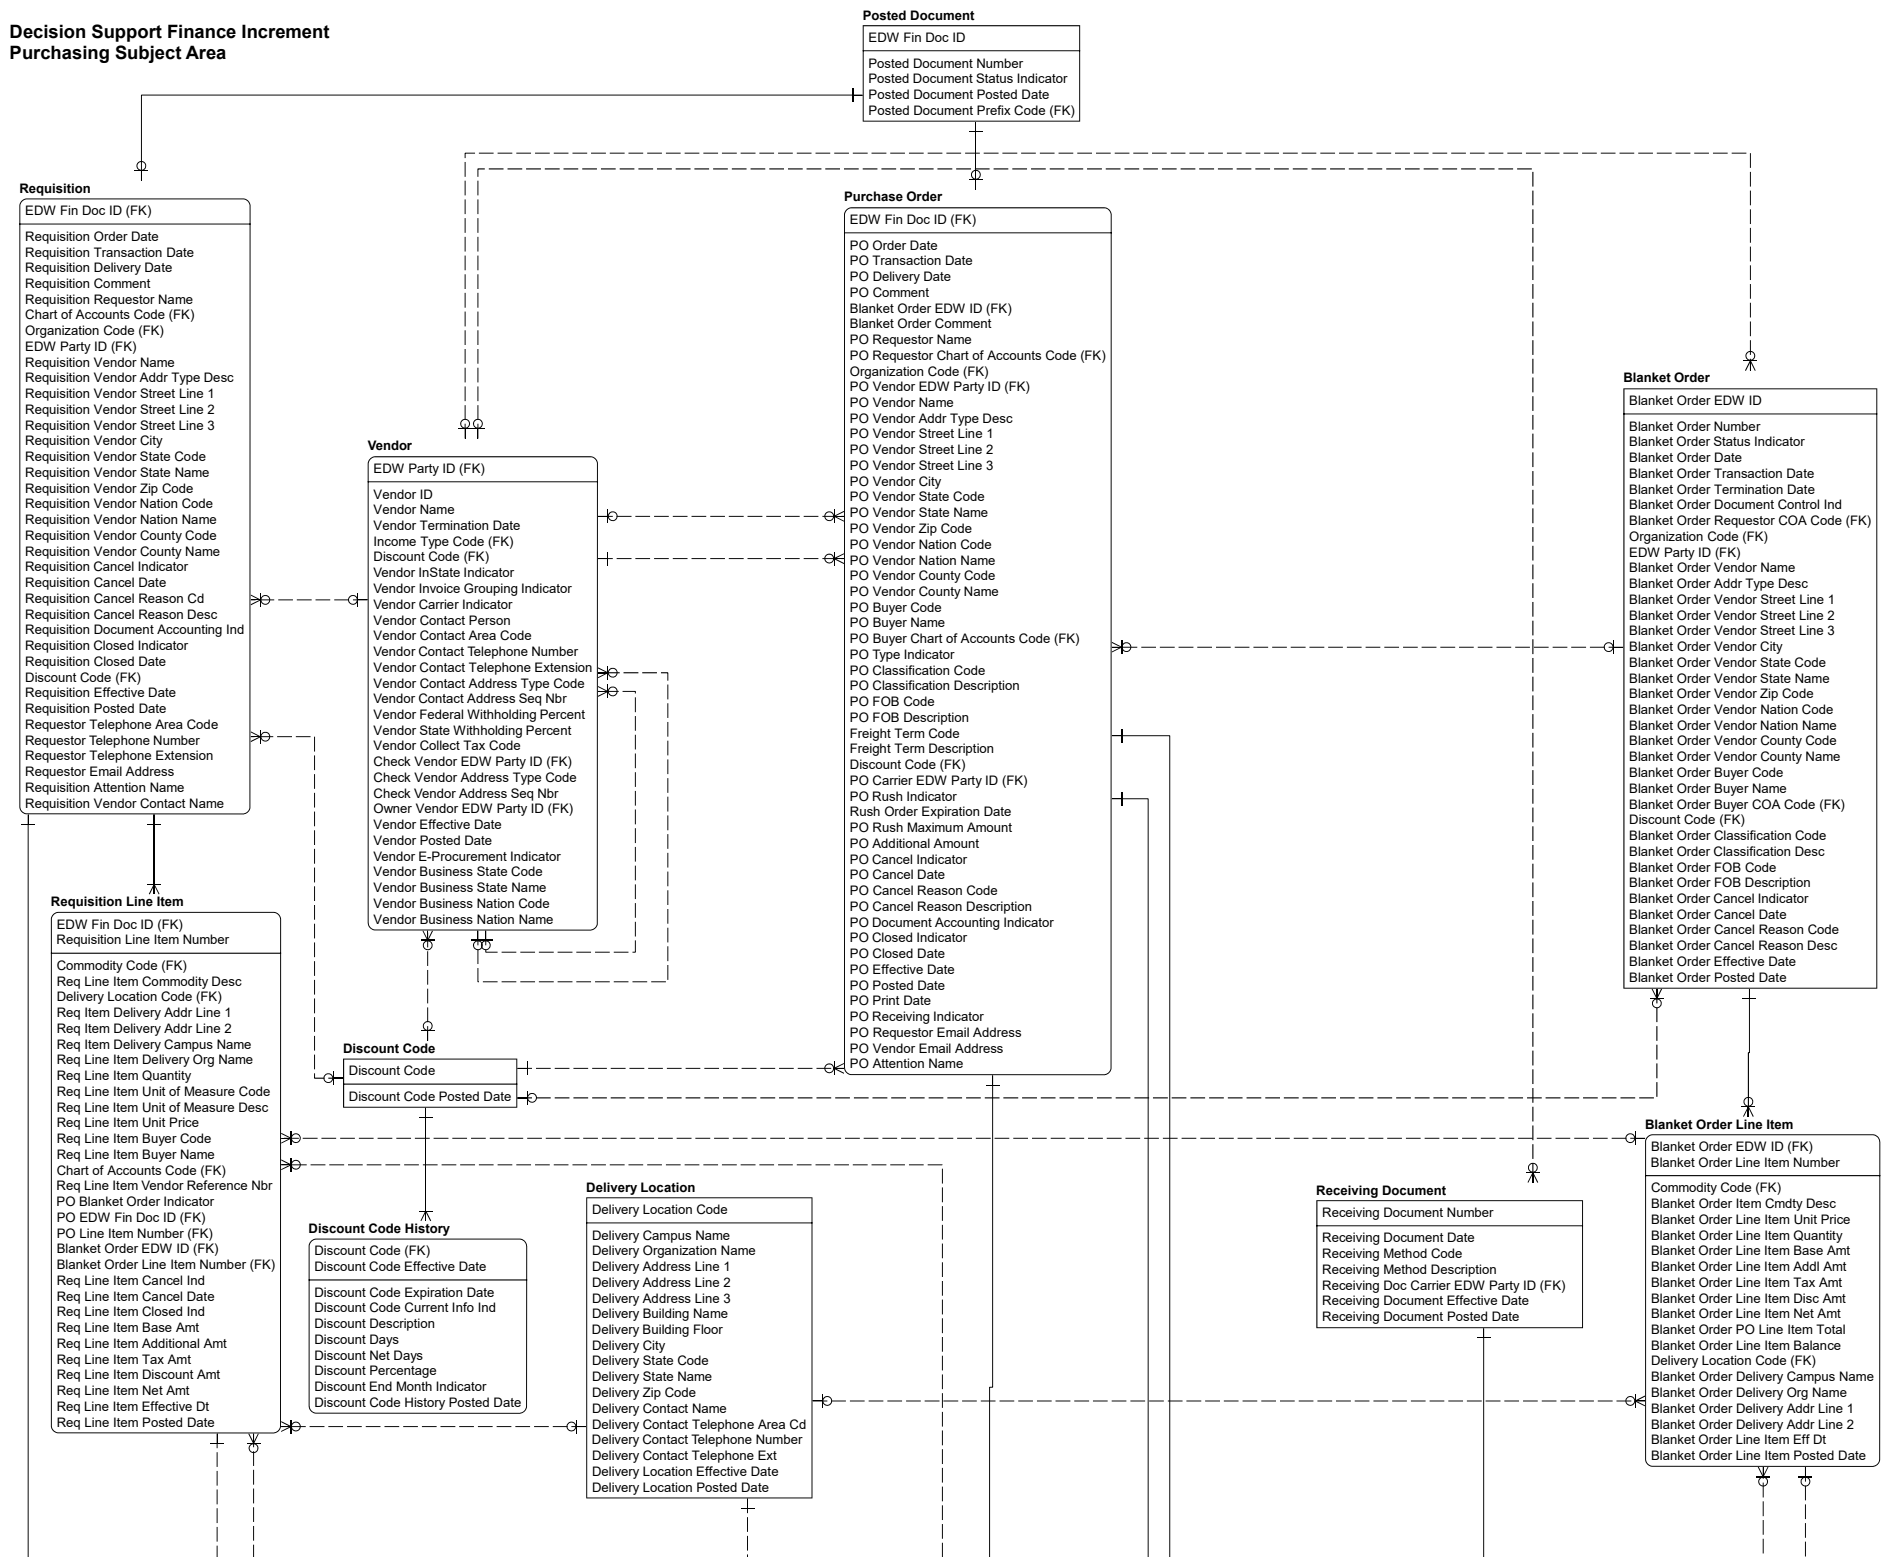 Decision Support Finance Increment
Purchasing Subject Area
Posted Document
EDW Fin Doc ID
Posted Document Number
Posted Document Status Indicator
Posted Document Posted Date
Posted Document Prefix Code (FK)
Requisition
EDW Fin Doc ID (FK)
Requisition Order Date
Requisition Transaction Date
Requisition Delivery Date
Requisition Comment
Requisition Requestor Name
Chart of Accounts Code (FK)
Organization Code (FK)
EDW Party ID (FK)
Requisition Vendor Name
Requisition Vendor Addr Type Desc
Requisition Vendor Street Line 1
Requisition Vendor Street Line 2
Requisition Vendor Street Line 3
Requisition Vendor City
Requisition Vendor State Code
Requisition Vendor State Name
Requisition Vendor Zip Code
Requisition Vendor Nation Code
Requisition Vendor Nation Name
Requisition Vendor County Code
Requisition Vendor County Name
Requisition Cancel Indicator
Requisition Cancel Date
Requisition Cancel Reason Cd
Requisition Cancel Reason Desc
Requisition Document Accounting Ind
Requisition Closed Indicator
Requisition Closed Date
Discount Code (FK)
Requisition Effective Date
Requisition Posted Date
Requestor Telephone Area Code
Requestor Telephone Number
Requestor Telephone Extension
Requestor Email Address
Requisition Attention Name
Requisition Vendor Contact Name
Vendor
EDW Party ID (FK)
Vendor ID
Vendor Name
Vendor Termination Date
Income Type Code (FK)
Discount Code (FK)
Vendor InState Indicator
Vendor Invoice Grouping Indicator
Vendor Carrier Indicator
Vendor Contact Person
Vendor Contact Area Code
Vendor Contact Telephone Number
Vendor Contact Telephone Extension
Vendor Contact Address Type Code
Vendor Contact Address Seq Nbr
Vendor Federal Withholding Percent
Vendor State Withholding Percent
Vendor Collect Tax Code
Check Vendor EDW Party ID (FK)
Check Vendor Address Type Code
Check Vendor Address Seq Nbr
Owner Vendor EDW Party ID (FK)
Vendor Effective Date
Vendor Posted Date
Vendor E-Procurement Indicator
Vendor Business State Code
Vendor Business State Name
Vendor Business Nation Code
Vendor Business Nation Name
Purchase Order
EDW Fin Doc ID (FK)
PO Order Date
PO Transaction Date
PO Delivery Date
PO Comment
Blanket Order EDW ID (FK)
Blanket Order Comment
PO Requestor Name
PO Requestor Chart of Accounts Code (FK)
Organization Code (FK)
PO Vendor EDW Party ID (FK)
PO Vendor Name
PO Vendor Addr Type Desc
PO Vendor Street Line 1
PO Vendor Street Line 2
PO Vendor Street Line 3
PO Vendor City
PO Vendor State Code
PO Vendor State Name
PO Vendor Zip Code
PO Vendor Nation Code
PO Vendor Nation Name
PO Vendor County Code
PO Vendor County Name
PO Buyer Code
PO Buyer Name
PO Buyer Chart of Accounts Code (FK)
PO Type Indicator
PO Classification Code
PO Classification Description
PO FOB Code
PO FOB Description
Freight Term Code
Freight Term Description
Discount Code (FK)
PO Carrier EDW Party ID (FK)
PO Rush Indicator
Rush Order Expiration Date
PO Rush Maximum Amount
PO Additional Amount
PO Cancel Indicator
PO Cancel Date
PO Cancel Reason Code
PO Cancel Reason Description
PO Document Accounting Indicator
PO Closed Indicator
PO Closed Date
PO Effective Date
PO Posted Date
PO Print Date
PO Receiving Indicator
PO Requestor Email Address
PO Vendor Email Address
PO Attention Name
Blanket Order
Blanket Order EDW ID
Blanket Order Number
Blanket Order Status Indicator
Blanket Order Date
Blanket Order Transaction Date
Blanket Order Termination Date
Blanket Order Document Control Ind
Blanket Order Requestor COA Code (FK)
Organization Code (FK)
EDW Party ID (FK)
Blanket Order Vendor Name
Blanket Order Addr Type Desc
Blanket Order Vendor Street Line 1
Blanket Order Vendor Street Line 2
Blanket Order Vendor Street Line 3
Blanket Order Vendor City
Blanket Order Vendor State Code
Blanket Order Vendor State Name
Blanket Order Vendor Zip Code
Blanket Order Vendor Nation Code
Blanket Order Vendor Nation Name
Blanket Order Vendor County Code
Blanket Order Vendor County Name
Blanket Order Buyer Code
Blanket Order Buyer Name
Blanket Order Buyer COA Code (FK)
Discount Code (FK)
Blanket Order Classification Code
Blanket Order Classification Desc
Blanket Order FOB Code
Blanket Order FOB Description
Blanket Order Cancel Indicator
Blanket Order Cancel Date
Blanket Order Cancel Reason Code
Blanket Order Cancel Reason Desc
Blanket Order Effective Date
Blanket Order Posted Date
Requisition Line Item
EDW Fin Doc ID (FK)
Requisition Line Item Number
Commodity Code (FK)
Req Line Item Commodity Desc
Delivery Location Code (FK)
Req Item Delivery Addr Line 1
Req Item Delivery Addr Line 2
Req Item Delivery Campus Name
Req Line Item Delivery Org Name
Req Line Item Quantity
Req Line Item Unit of Measure Code
Req Line Item Unit of Measure Desc
Req Line Item Unit Price
Req Line Item Buyer Code
Req Line Item Buyer Name
Chart of Accounts Code (FK)
Req Line Item Vendor Reference Nbr
PO Blanket Order Indicator
PO EDW Fin Doc ID (FK)
PO Line Item Number (FK)
Blanket Order EDW ID (FK)
Blanket Order Line Item Number (FK)
Req Line Item Cancel Ind
Req Line Item Cancel Date
Req Line Item Closed Ind
Req Line Item Base Amt
Req Line Item Additional Amt
Req Line Item Tax Amt
Req Line Item Discount Amt
Req Line Item Net Amt
Req Line Item Effective Dt
Req Line Item Posted Date
Discount Code
Discount Code
Discount Code Posted Date
Discount Code History
Discount Code (FK)
Discount Code Effective Date
Discount Code Expiration Date
Discount Code Current Info Ind
Discount Description
Discount Days
Discount Net Days
Discount Percentage
Discount End Month Indicator
Discount Code History Posted Date
Delivery Location
Delivery Location Code
Delivery Campus Name
Delivery Organization Name
Delivery Address Line 1
Delivery Address Line 2
Delivery Address Line 3
Delivery Building Name
Delivery Building Floor
Delivery City
Delivery State Code
Delivery State Name
Delivery Zip Code
Delivery Contact Name
Delivery Contact Telephone Area Cd
Delivery Contact Telephone Number
Delivery Contact Telephone Ext
Delivery Location Effective Date
Delivery Location Posted Date
Receiving Document
Receiving Document Number
Receiving Document Date
Receiving Method Code
Receiving Method Description
Receiving Doc Carrier EDW Party ID (FK)
Receiving Document Effective Date
Receiving Document Posted Date
Blanket Order Line Item
Blanket Order EDW ID (FK)
Blanket Order Line Item Number
Commodity Code (FK)
Blanket Order Item Cmdty Desc
Blanket Order Line Item Unit Price
Blanket Order Line Item Quantity
Blanket Order Line Item Base Amt
Blanket Order Line Item Addl Amt
Blanket Order Line Item Tax Amt
Blanket Order Line Item Disc Amt
Blanket Order Line Item Net Amt
Blanket Order PO Line Item Total
Blanket Order Line Item Balance
Delivery Location Code (FK)
Blanket Order Delivery Campus Name
Blanket Order Delivery Org Name
Blanket Order Delivery Addr Line 1
Blanket Order Delivery Addr Line 2
Blanket Order Line Item Eff Dt
Blanket Order Line Item Posted Date